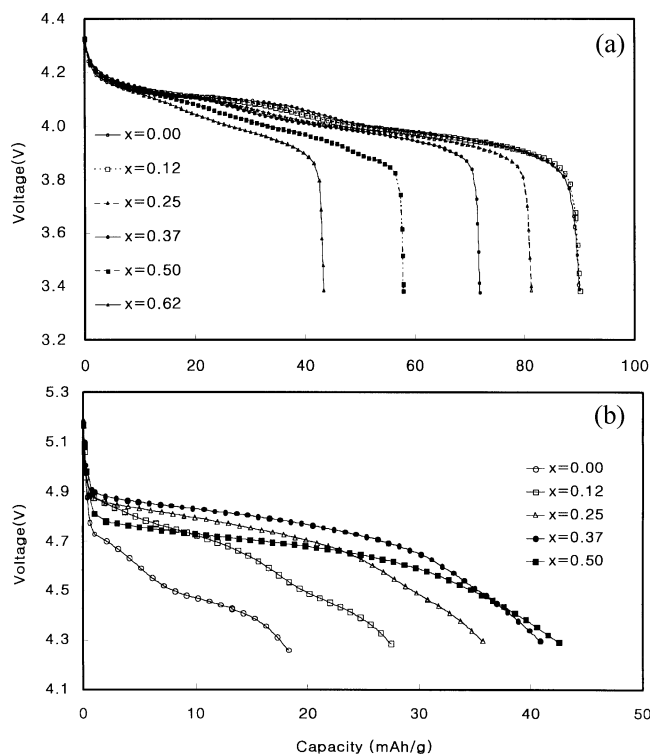 (a)
4.4
4.2
4.0
3.8
3.6
3.4
3.2
Voltage(V)
x=0.00
x=0.12
x=0.25
x=0.37
x=0.50
x=0.62
0 20 40 60 80 100
(b)
5.3
5.1
4.9
4.7
4.5
4.3
4.1
Voltage(V)
x=0.00
x=0.12
x=0.25
x=0.37
x=0.50
0 10 20 30 40 50
Capacity (mAh/g)